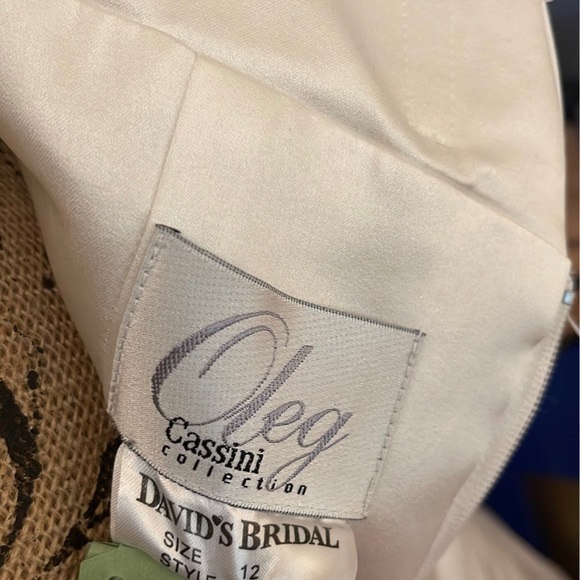 Oleg
Cassini
collection
DAVID'S BRIDAL
SIZE 12
STYLE